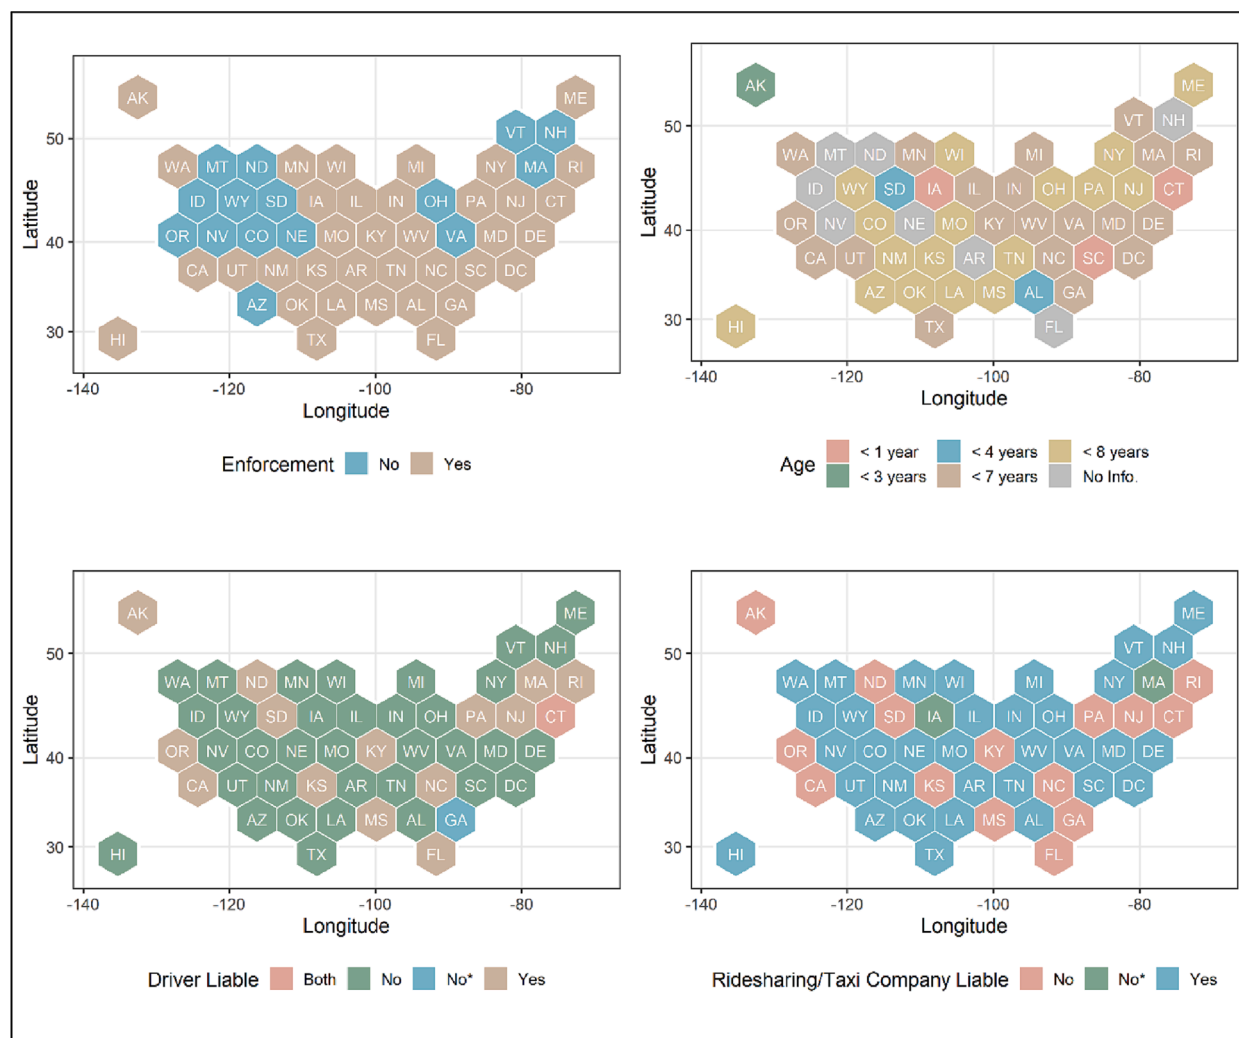 AK
ME
VT NH
WA MT ND MN WI MI NY MA RI
ID WY SD IA IL IN OH PA NJ CT
OR NV CO NE MO KY WV VA MD DE
CA UT NM KS AR TN NC SC DC
AZ OK LA MS AL GA
HI TX FL
50
40
30
-140 -120 -100 -80
Latitude
Longitude
Enforcement No Yes
AK
ME
VT NH
WA MT ND MN WI MI NY MA RI
ID WY SD IA IL IN OH PA NJ CT
OR NV CO NE MO KY WV VA MD DE
CA UT NM KS AR TN NC SC DC
AZ OK LA MS AL GA
HI TX FL
50
40
30
-140 -120 -100 -80
Latitude
Longitude
Age
< 1 year < 4 years < 8 years
< 3 years < 7 years No Info.
AK
ME
VT NH
WA MT ND MN WI MI NY MA RI
ID WY SD IA IL IN OH PA NJ CT
OR NV CO NE MO KY WV VA MD DE
CA UT NM KS AR TN NC SC DC
AZ OK LA MS AL GA
HI TX FL
50
40
30
-140 -120 -100 -80
Latitude
Longitude
Driver Liable Both No No* Yes
AK
ME
VT NH
WA MT ND MN WI MI NY MA RI
ID WY SD IA IL IN OH PA NJ CT
OR NV CO NE MO KY WV VA MD DE
CA UT NM KS AR TN NC SC DC
AZ OK LA MS AL GA
HI TX FL
50
40
30
-140 -120 -100 -80
Latitude
Longitude
Ridesharing/Taxi Company Liable No No* Yes